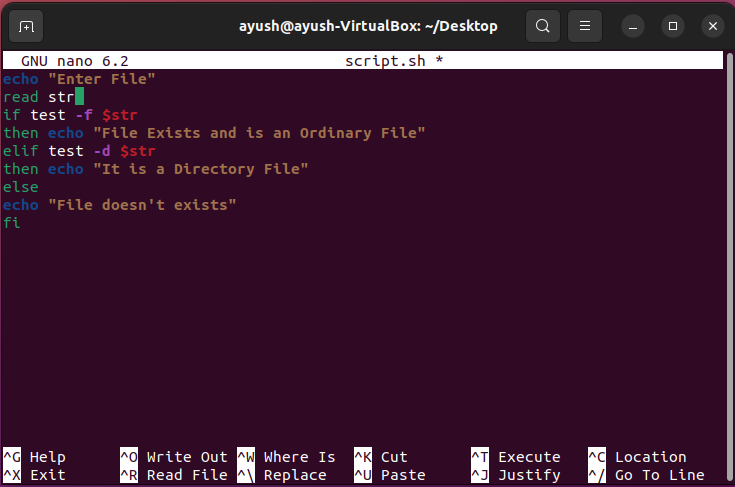 ayush@ayush-VirtualBox: ~/Desktop
GNU nano 6.2 script.sh *
echo "Enter File"
read str
if test -f $str
then echo "File Exists and is an Ordinary File"
elif test -d $str
then echo "It is a Directory File"
else
echo "File doesn't exists"
fi
^G Help ^O Write Out ^W Where Is ^K Cut ^T Execute ^C Location
^X Exit ^R Read File ^\ Replace ^U Paste ^J Justify ^/ Go To Line